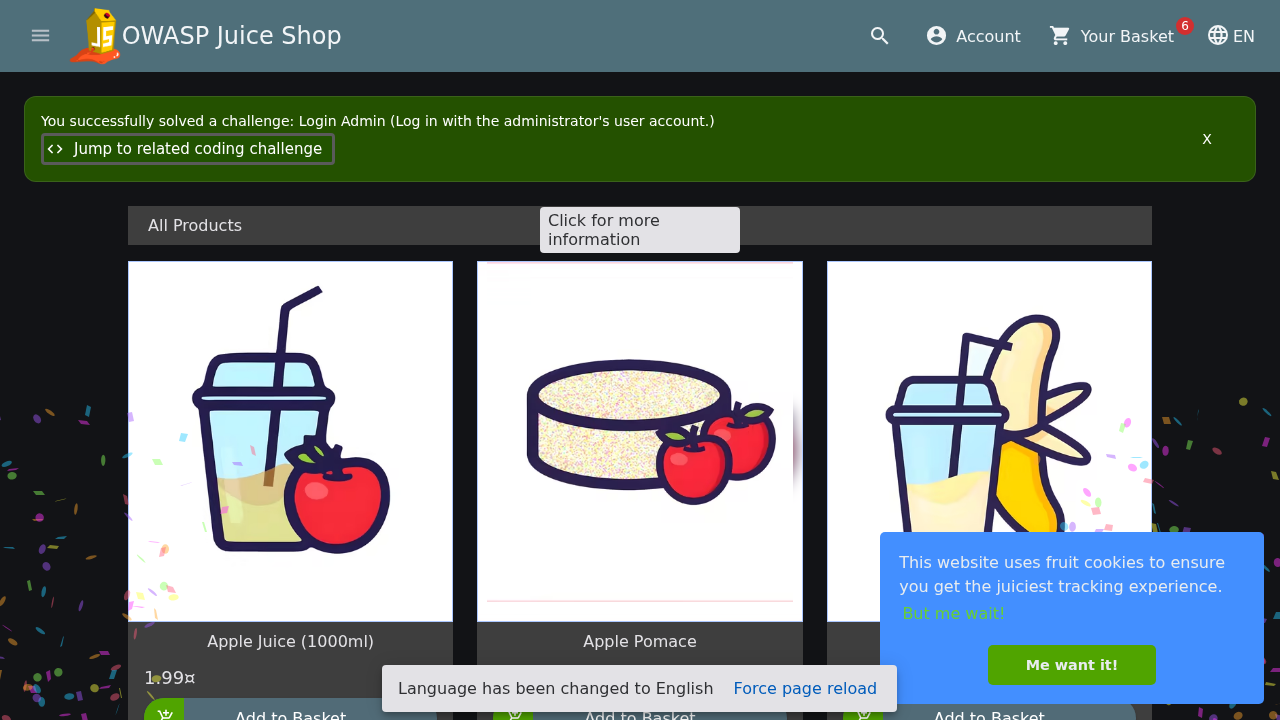 OWASP Juice Shop
Account
Your Basket
6
EN
You successfully solved a challenge: Login Admin (Log in with the administrator's user account.)
Jump to related coding challenge
X
All Products
Click for more
information
JS
Apple Juice (1000ml)
Apple Pomace
1.99¤
Add to Basket
Add to Basket
Add to Basket
This website uses fruit cookies to ensure
you get the juiciest tracking experience.
But me wait!
Me want it!
Language has been changed to English
Force page reload